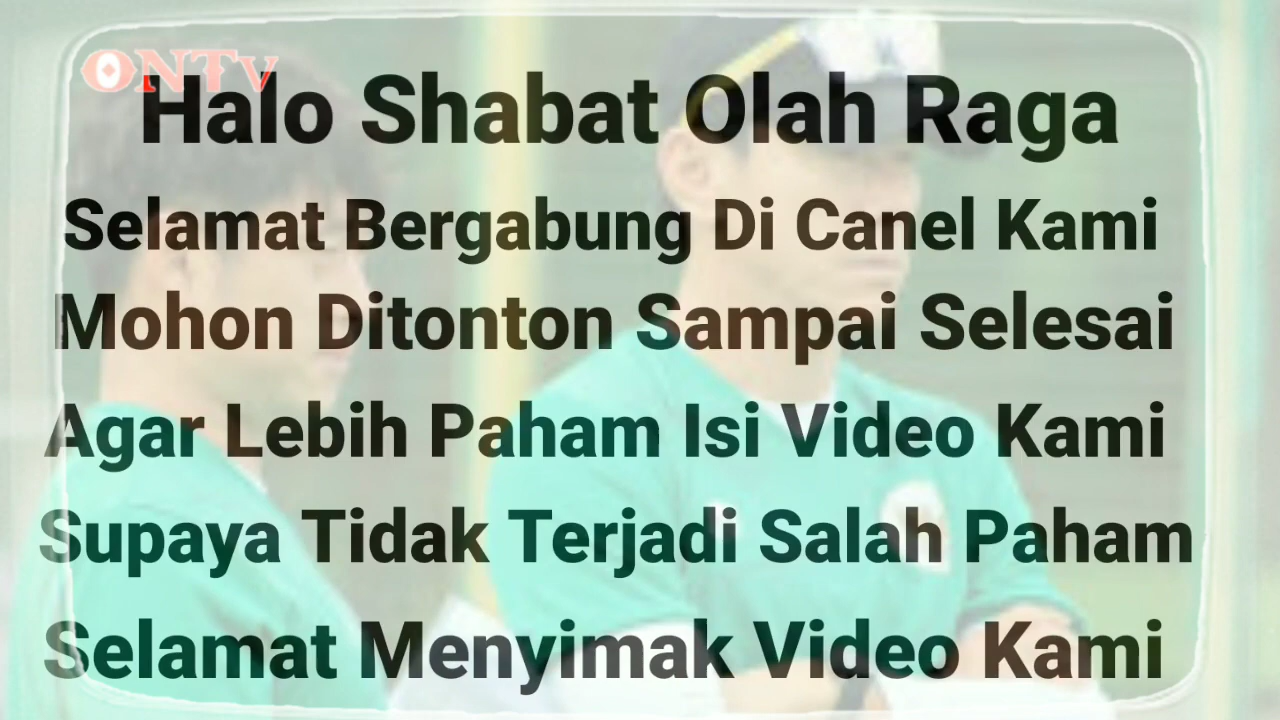 ONTV
Halo Shabat Olah Raga
Selamat Bergabung Di Canel Kami
Mohon Ditonton Sampai Selesai
Agar Lebih Paham Isi Video Kami
Supaya Tidak Terjadi Salah Paham
Selamat Menyimak Video Kami